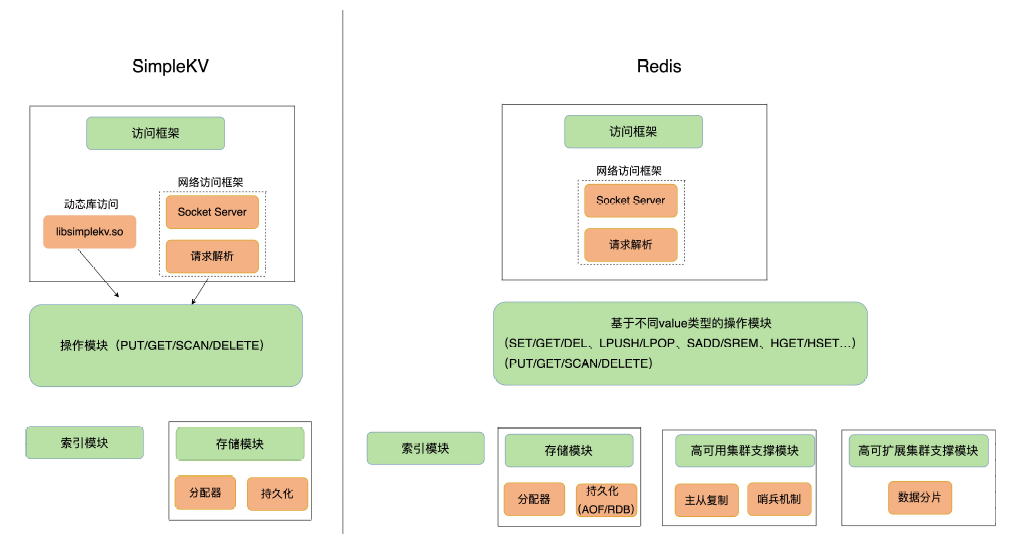 SimpleKV
访问框架
网络访问框架
动态库访问
Socket Server
libsimplekv.so
请求解析
操作模块（PUT/GET/SCAN/DELETE）
索引模块
存储模块
分配器
持久化
Redis
访问框架
网络访问框架
Socket Server
请求解析
基于不同value类型的操作模块
（SET/GET/DEL、LPUSH/LPOP、SADD/SREM、HGET/HSET...）
（PUT/GET/SCAN/DELETE）
索引模块
存储模块
分配器
持久化
（AOF/RDB）
高可用集群支撑模块
主从复制
哨兵机制
高可扩展集群支撑模块
数据分片